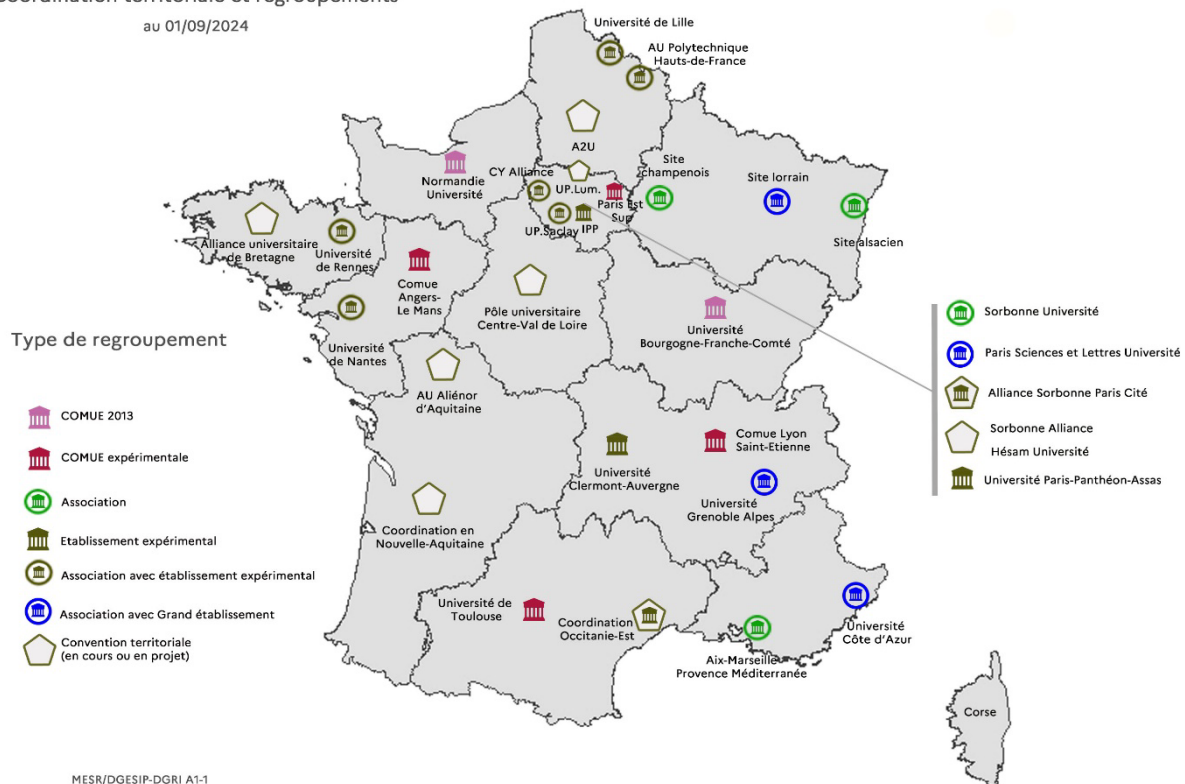 Coordination territoriale et regroupements
au 01/09/2024
Université de Lille
AU Polytechnique
Hauts-de-France
A2U
Normandie
Université
CY Alliance
UP.Lum.
Paris Est
Sup
UP.Saclay
IPP
Site
champenois
Site lorrain
Site alsacien
Alliance universitaire
de Bretagne
Université
de Rennes
Comue
Angers-
Le Mans
Université
de Nantes
Pôle universitaire
Centre-Val de Loire
Université
Bourgogne-Franche-Comté
AU Aliénor
d'Aquitaine
Université
Clermont-Auvergne
Comue Lyon
Saint-Etienne
Université
Grenoble Alpes
Coordination en
Nouvelle-Aquitaine
Université de
Toulouse
Coordination
Occitanie-Est
Aix-Marseille
Provence Méditerranée
Université
Côte d'Azur
Corse
Type de regroupement
COMUE 2013
COMUE expérimentale
Association
Etablissement expérimental
Association avec établissement expérimental
Association avec Grand établissement
Convention territoriale
(en cours ou en projet)
Sorbonne Université
Paris Sciences et Lettres Université
Alliance Sorbonne Paris Cité
Sorbonne Alliance
Hésam Université
Université Paris-Panthéon-Assas
MESR/DGESIP-DGRI A1-1